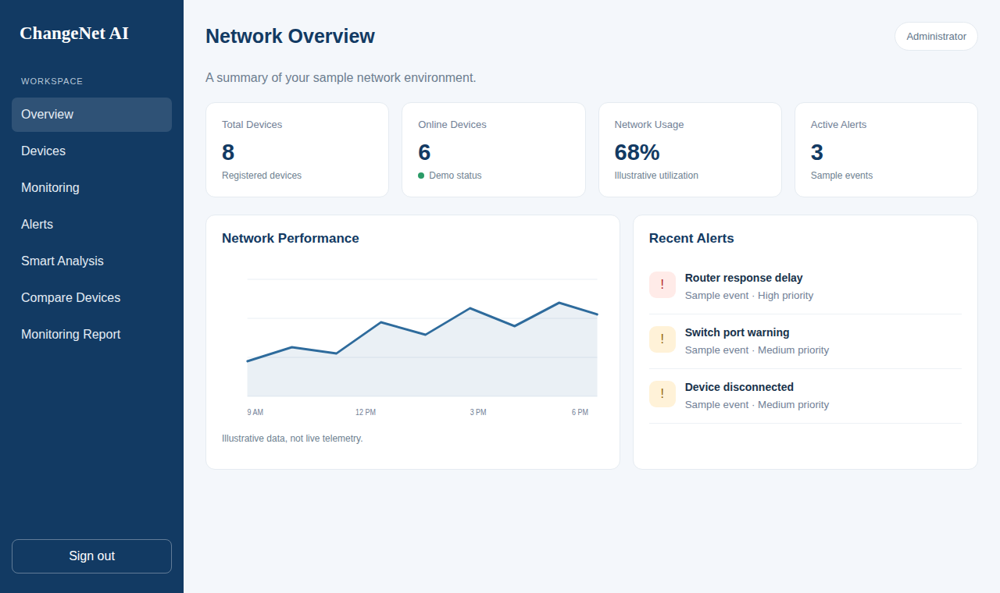 ChangeNet AI
WORKSPACE
Overview
Devices
Monitoring
Alerts
Smart Analysis
Compare Devices
Monitoring Report
Sign out
Network Overview
Administrator
A summary of your sample network environment.
Total Devices
8
Registered devices
Online Devices
6
Demo status
Network Usage
68%
Illustrative utilization
Active Alerts
3
Sample events
Network Performance
9 AM 12 PM 3 PM 6 PM
Illustrative data, not live telemetry.
Recent Alerts
!
Router response delay
Sample event · High priority
!
Switch port warning
Sample event · Medium priority
!
Device disconnected
Sample event · Medium priority